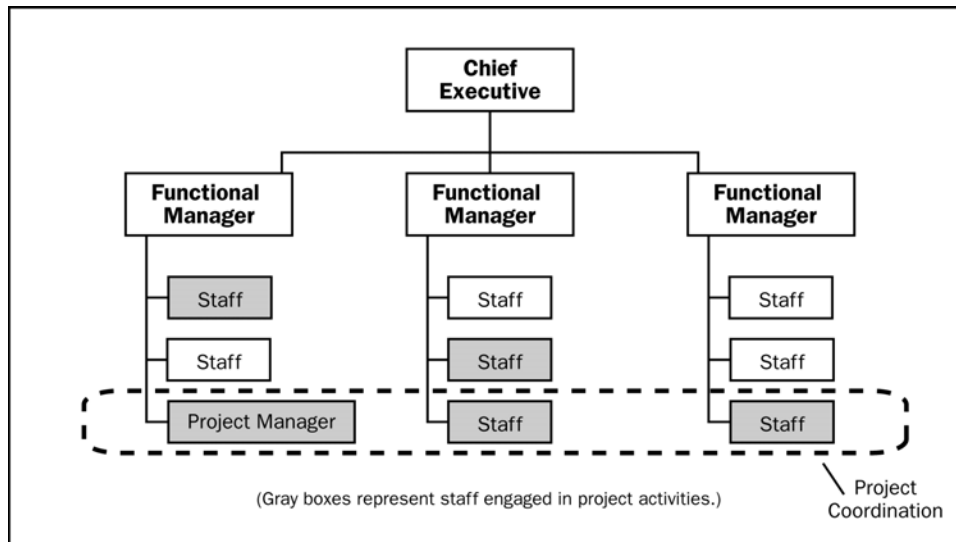 Chief
Executive
Functional
Manager
Functional
Manager
Functional
Manager
Staff
Staff
Staff
Staff
Staff
Staff
Project Manager
Staff
Staff
(Gray boxes represent staff engaged in project activities.)
Project
Coordination